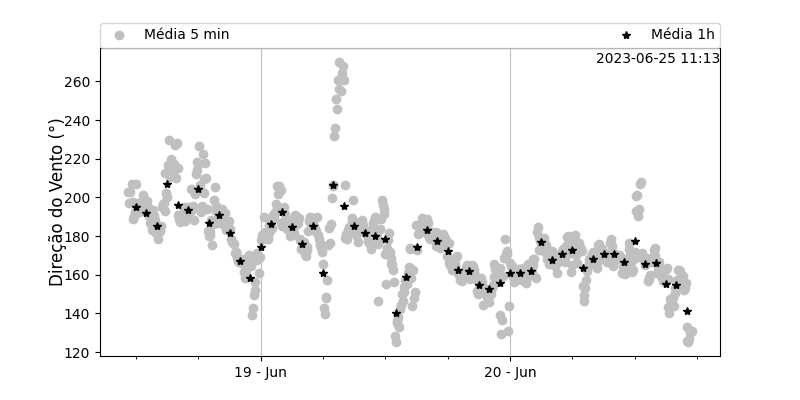 Média 5 min
Média 1h
2023-06-25 11:13
Direção do Vento (°)
260
240
220
200
180
160
140
120
19 - Jun
20 - Jun